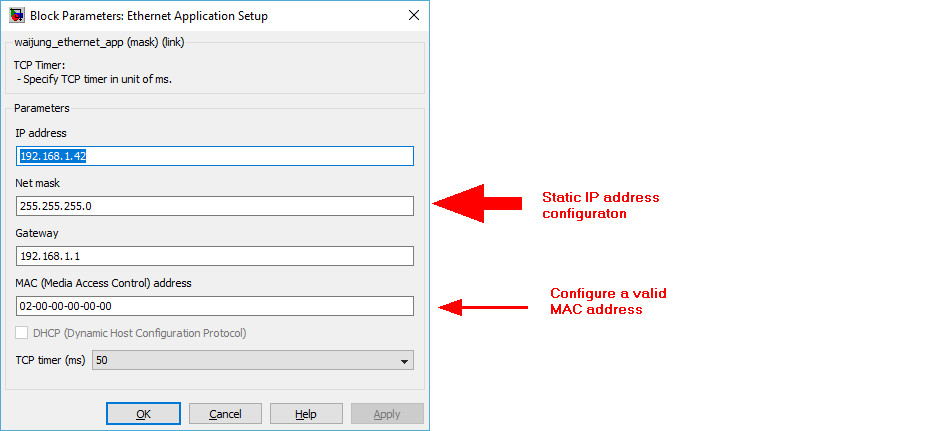 Block Parameters: Ethernet Application Setup
waijung_ethernet_app (mask) (link)
TCP Timer:
- Specify TCP timer in unit of ms.
Parameters
IP address
192.168.1.42
Net mask
255.255.255.0
Static IP address
configuraton
Gateway
192.168.1.1
MAC (Media Access Control) address
02-00-00-00-00-00
Configure a valid
MAC address
DHCP (Dynamic Host Configuration Protocol)
TCP timer (ms) 50
OK Cancel Help Apply